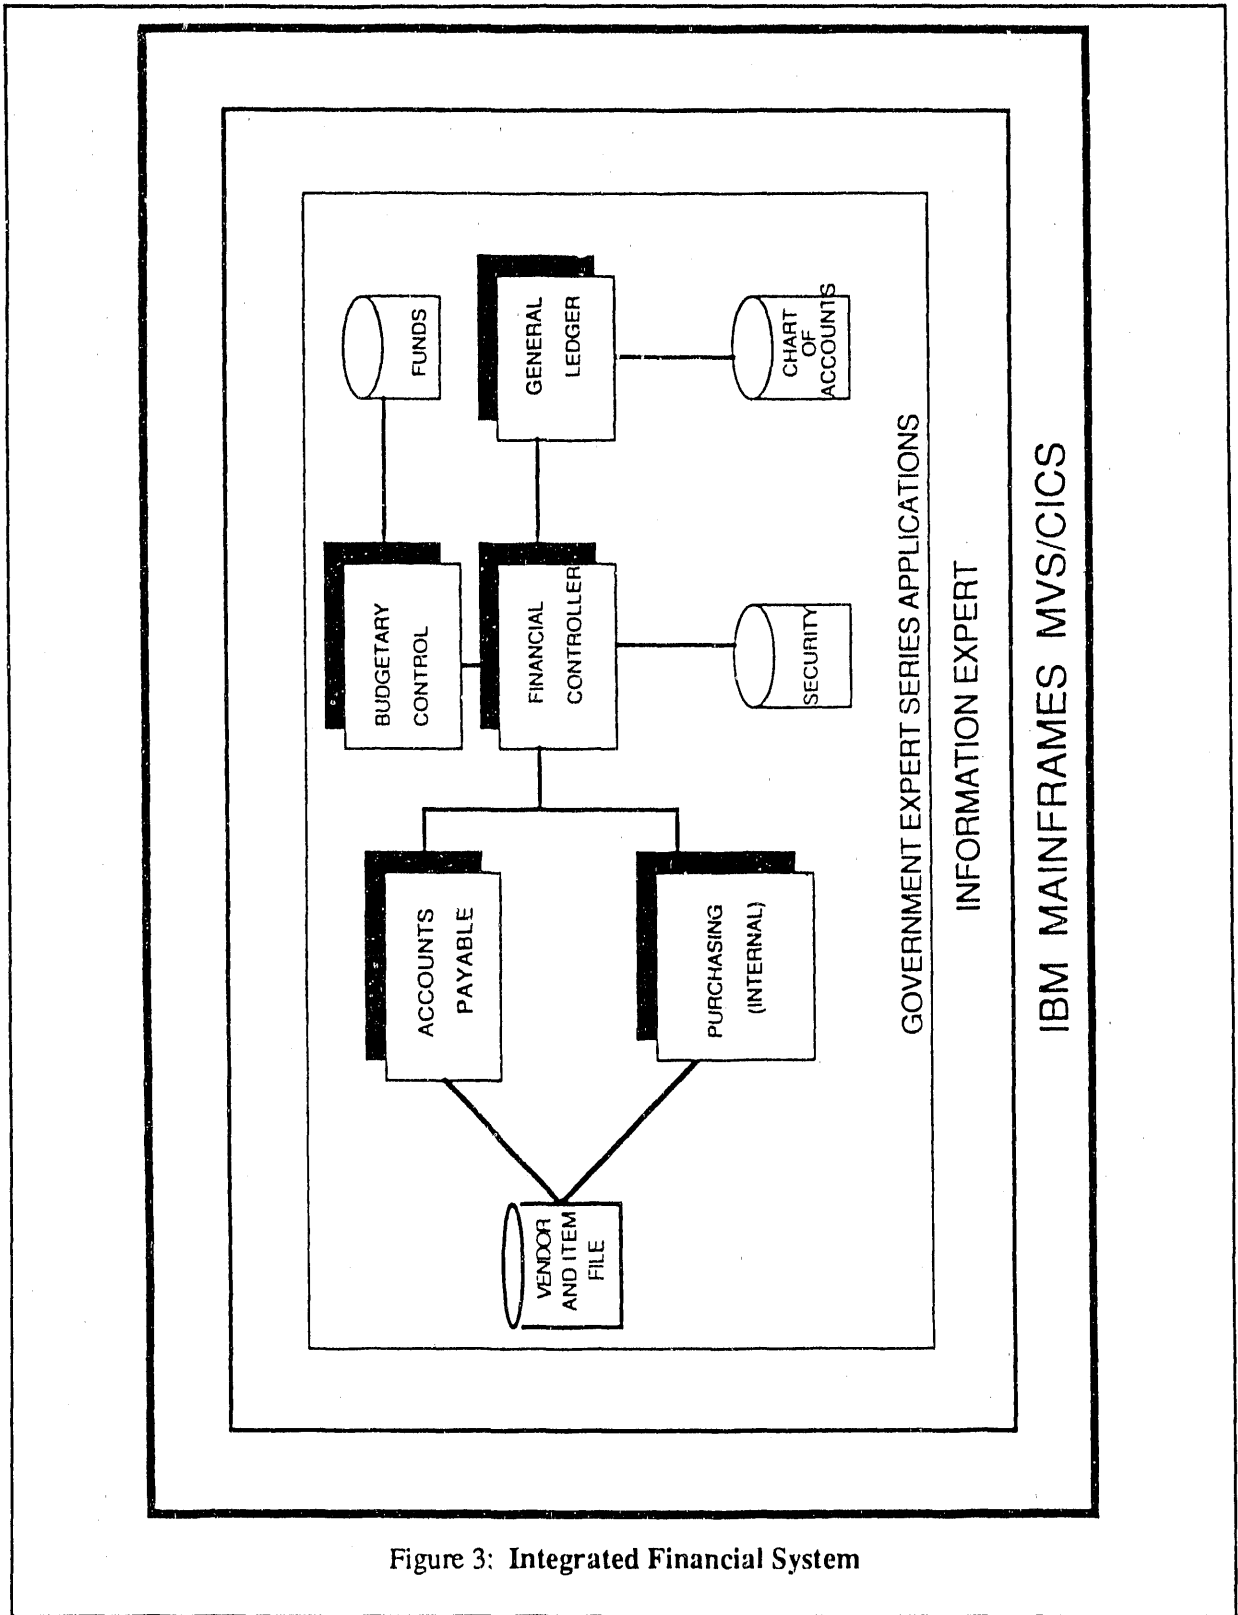 FUNDS
BUDGETARY
CONTROL
GENERAL
LEDGER
FINANCIAL
CONTROLLER
CHART
OF
ACCOUNTS
SECURITY
ACCOUNTS
PAYABLE
PURCHASING
(INTERNAL)
VENDOR
AND ITEM
FILE
GOVERNMENT EXPERT SERIES APPLICATIONS
INFORMATION EXPERT
IBM MAINFRAMES MVS/CICS
Figure 3: Integrated Financial System